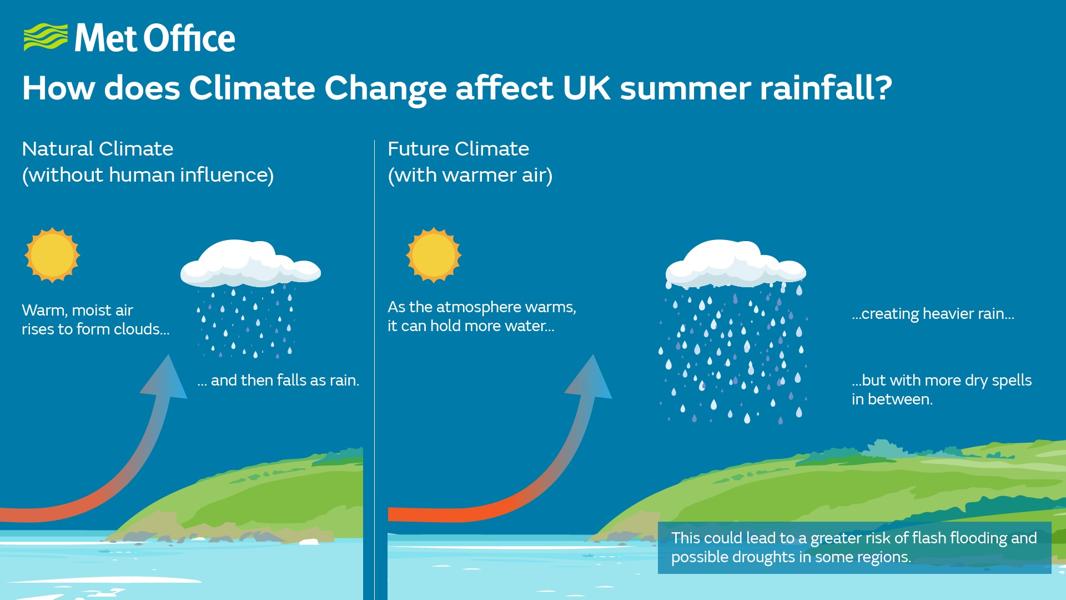 Met Office
How does Climate Change affect UK summer rainfall?
Natural Climate
(without human influence)
Warm, moist air
rises to form clouds...
... and then falls as rain.
Future Climate
(with warmer air)
As the atmosphere warms,
it can hold more water...
...creating heavier rain...
...but with more dry spells
in between.
This could lead to a greater risk of flash flooding and
possible droughts in some regions.